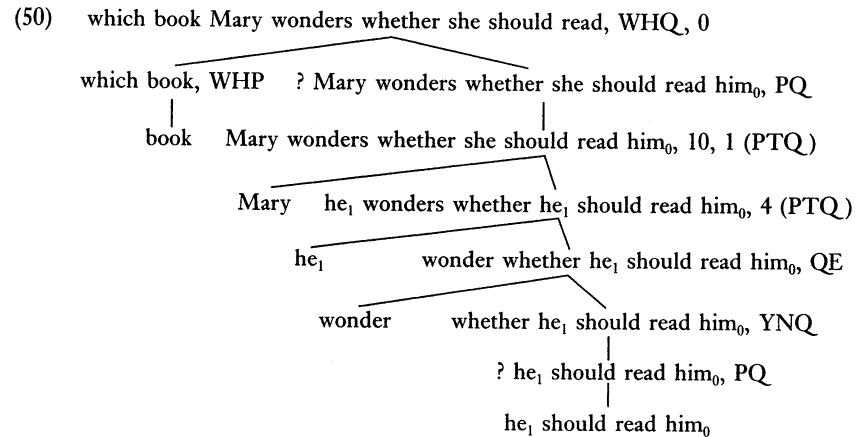 (50) which book Mary wonders whether she should read, WHQ, 0
which book, WHP ? Mary wonders whether she should read him₀, PQ
book Mary wonders whether she should read him₀, 10, 1 (PTQ)
Mary he₁ wonders whether he₁ should read him₀, 4 (PTQ)
he₁ wonder whether he₁ should read him₀, QE
wonder whether he₁ should read him₀, YNQ
? he₁ should read him₀, PQ
he₁ should read him₀